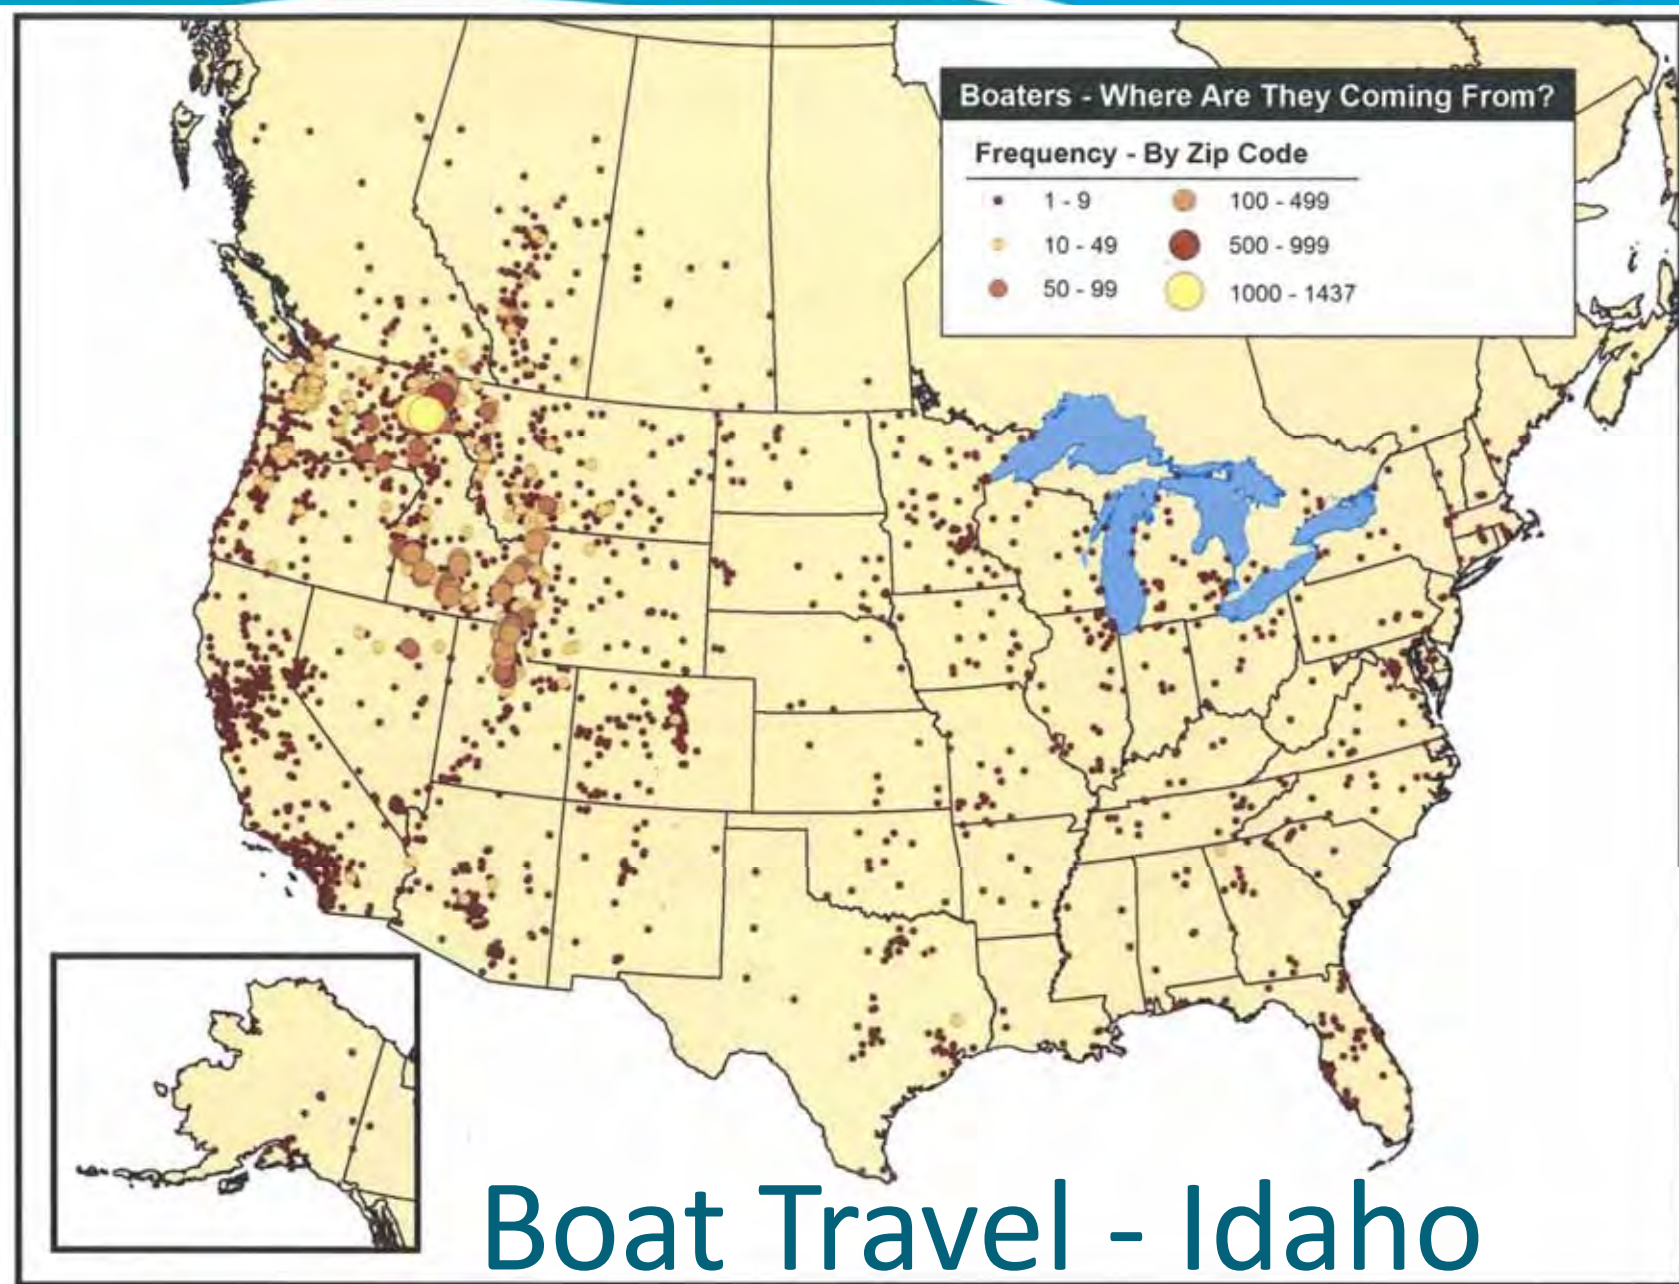 Boaters - Where Are They Coming From?
Frequency - By Zip Code
1 - 9
100 - 499
10 - 49
500 - 999
50 - 99
1000 - 1437
Boat Travel - Idaho